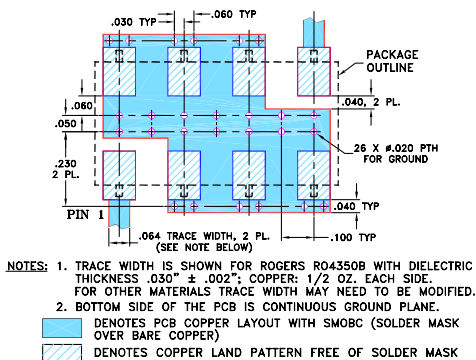 .030 TYP
.060 TYP
PACKAGE
OUTLINE
.060
.040, 2 PL.
.050
26 X ø.020 PTH
FOR GROUND
.230
2 PL.
PIN 1
.040 TYP
.064 TRACE WIDTH, 2 PL.
(SEE NOTE BELOW)
.100 TYP
NOTES: 1. TRACE WIDTH IS SHOWN FOR ROGERS RO4350B WITH DIELECTRIC
THICKNESS .030" ± .002"; COPPER: 1/2 OZ. EACH SIDE.
FOR OTHER MATERIALS TRACE WIDTH MAY NEED TO BE MODIFIED.
2. BOTTOM SIDE OF THE PCB IS CONTINUOUS GROUND PLANE.
DENOTES PCB COPPER LAYOUT WITH SMOBC (SOLDER MASK
OVER BARE COPPER)
DENOTES COPPER LAND PATTERN FREE OF SOLDER MASK